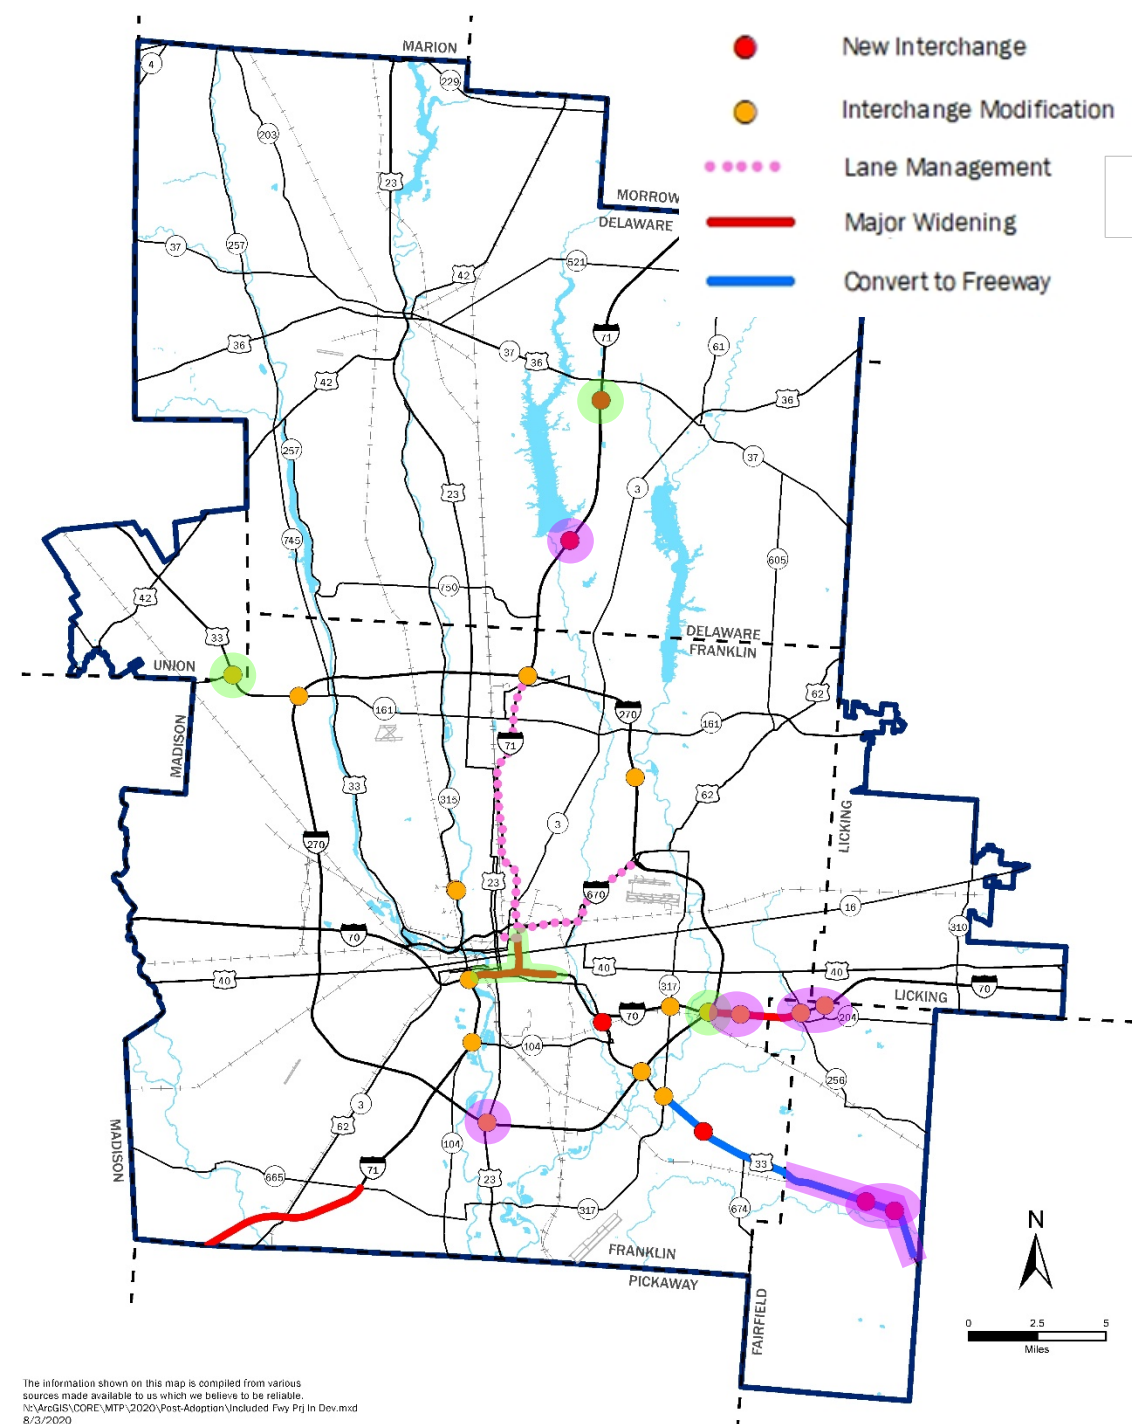 MARION
New Interchange
4
229
Interchange Modification
203
Lane Management
23
MORROW
DELAWARE
Major Widening
37
257
521
42
Convert to Freeway
71
36
37
36
61
42
36
257
37
23
3
745
605
750
42
33
DELAWARE
FRANKLIN
UNION
62
161
270
161
MADISON
71
33
62
315
LICKING
3
270
23
670
16
310
70
40
40
40
317
70
LICKING
70
204
104
256
3
62
MADISON
104
71
33
665
23
317
674
N
FRANKLIN
PICKAWAY
FAIRFIELD
0 2.5 5
Miles
The information shown on this map is compiled from various
sources made available to us which we believe to be reliable.
N:\ArcGIS\CORE\MTP\2020\Post-Adoption\Included Fwy Prj In Dev.mxd
8/3/2020